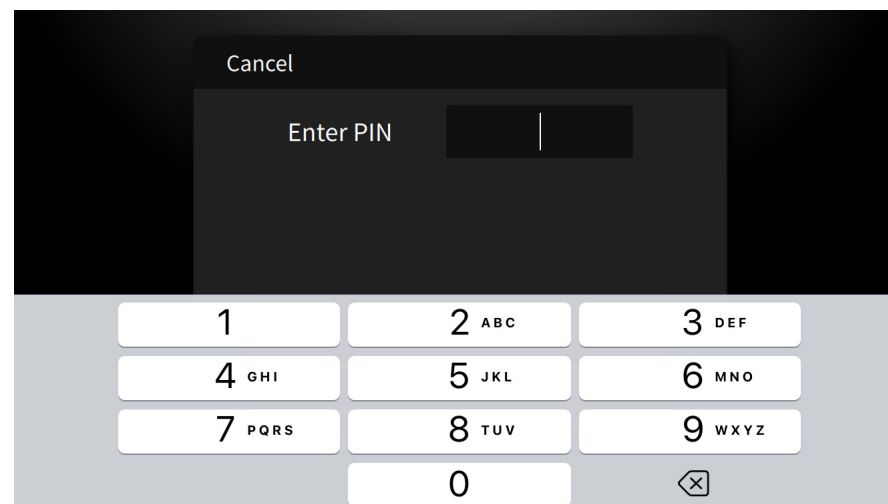 Cancel
Enter PIN
1
2 ABC
3 DEF
4 GHI
5 JKL
6 MNO
7 PQRS
8 TUV
9 WXYZ
0